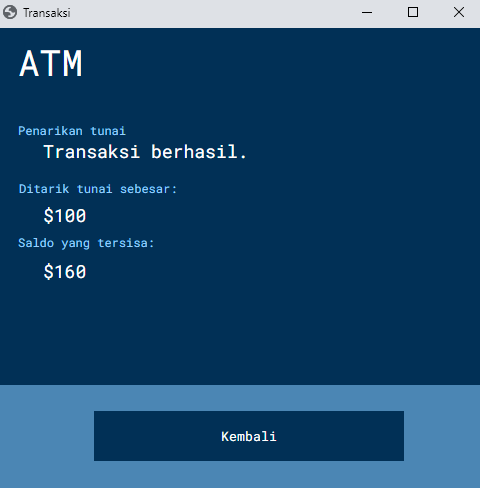 Transaksi
ATM
Penarikan tunai
Transaksi berhasil.
Ditarik tunai sebesar:
$100
Saldo yang tersisa:
$160
Kembali